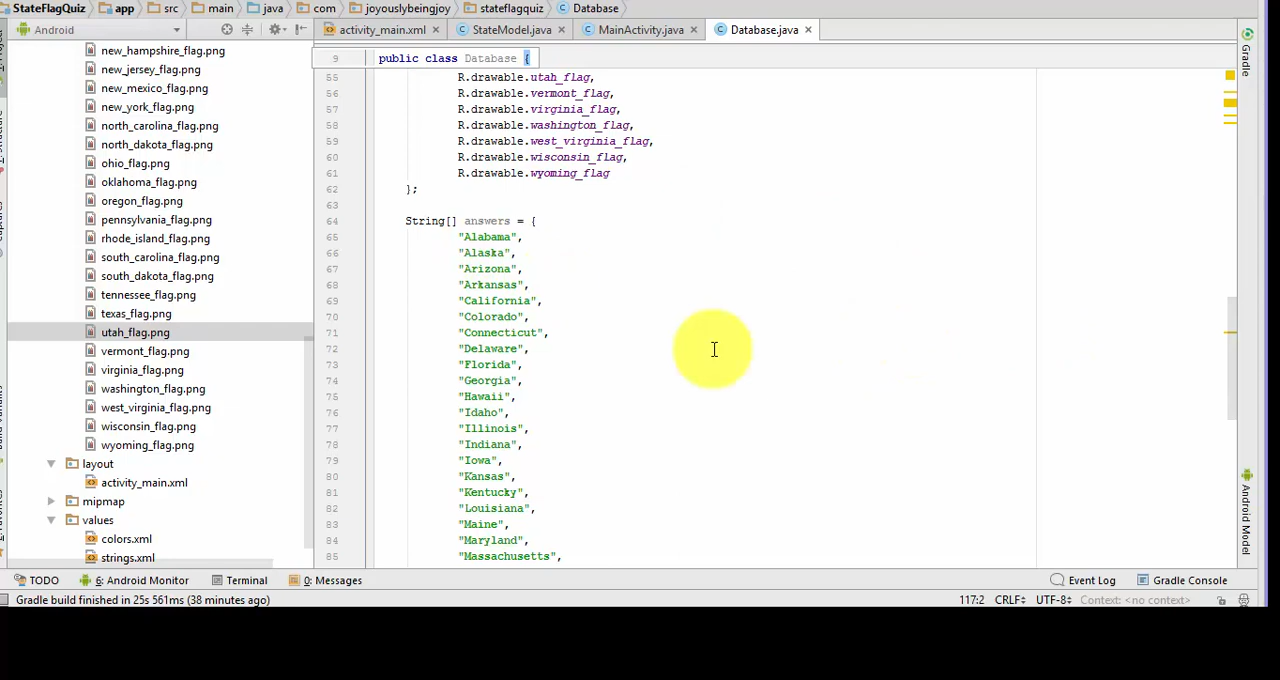 StateFlagQuiz app src main java com joyouslybeingjoy stateflagquiz Database
Android
activity_main.xml StateModel.java MainActivity.java Database.java
new_hampshire_flag.png
new_jersey_flag.png
new_mexico_flag.png
new_york_flag.png
north_carolina_flag.png
north_dakota_flag.png
ohio_flag.png
oklahoma_flag.png
oregon_flag.png
pennsylvania_flag.png
rhode_island_flag.png
south_carolina_flag.png
south_dakota_flag.png
tennessee_flag.png
texas_flag.png
utah_flag.png
vermont_flag.png
virginia_flag.png
washington_flag.png
west_virginia_flag.png
wisconsin_flag.png
wyoming_flag.png
layout
activity_main.xml
mipmap
values
colors.xml
strings.xml
9 public class Database {
55 R.drawable.utah_flag,
56 R.drawable.vermont_flag,
57 R.drawable.virginia_flag,
58 R.drawable.washington_flag,
59 R.drawable.west_virginia_flag,
60 R.drawable.wisconsin_flag,
61 R.drawable.wyoming_flag
62 };
63
64 String[] answers = {
65 "Alabama",
66 "Alaska",
67 "Arizona",
68 "Arkansas",
69 "California",
70 "Colorado",
71 "Connecticut",
72 "Delaware",
73 "Florida",
74 "Georgia",
75 "Hawaii",
76 "Idaho",
77 "Illinois",
78 "Indiana",
79 "Iowa",
80 "Kansas",
81 "Kentucky",
82 "Louisiana",
83 "Maine",
84 "Maryland",
85 "Massachusetts",
Gradle
Android Model
TODO 6: Android Monitor Terminal 0: Messages Event Log Gradle Console
Gradle build finished in 25s 561ms (38 minutes ago) 117:2 CRLF UTF-8 Context: <no context>